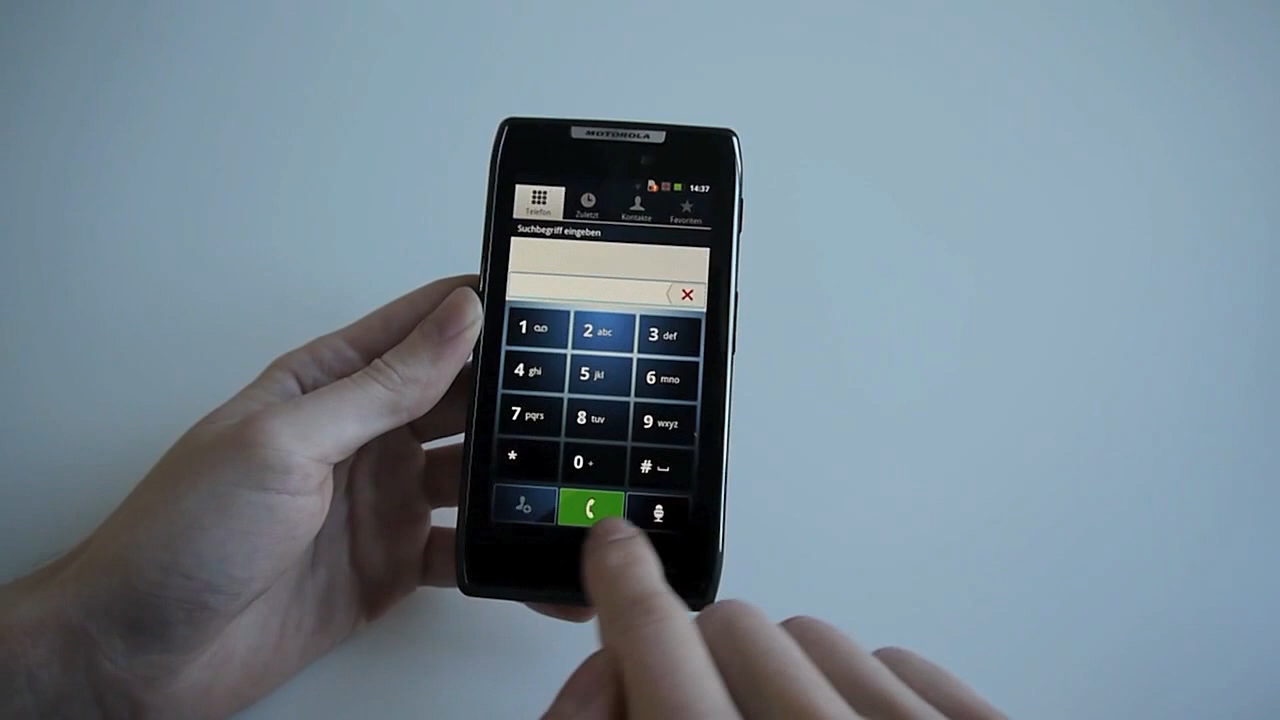 MOTOROLA
14:37
Telefon Zuletzt Kontakte Favoriten
Suchbegriff eingeben
1 2 abc 3 def
4 ghi 5 jkl 6 mno
7 pqrs 8 tuv 9 wxyz
* 0 + #